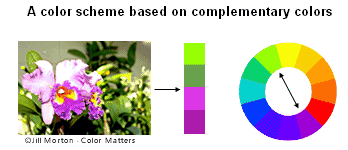 A color scheme based on complementary colors
©Jill Morton - Color Matters